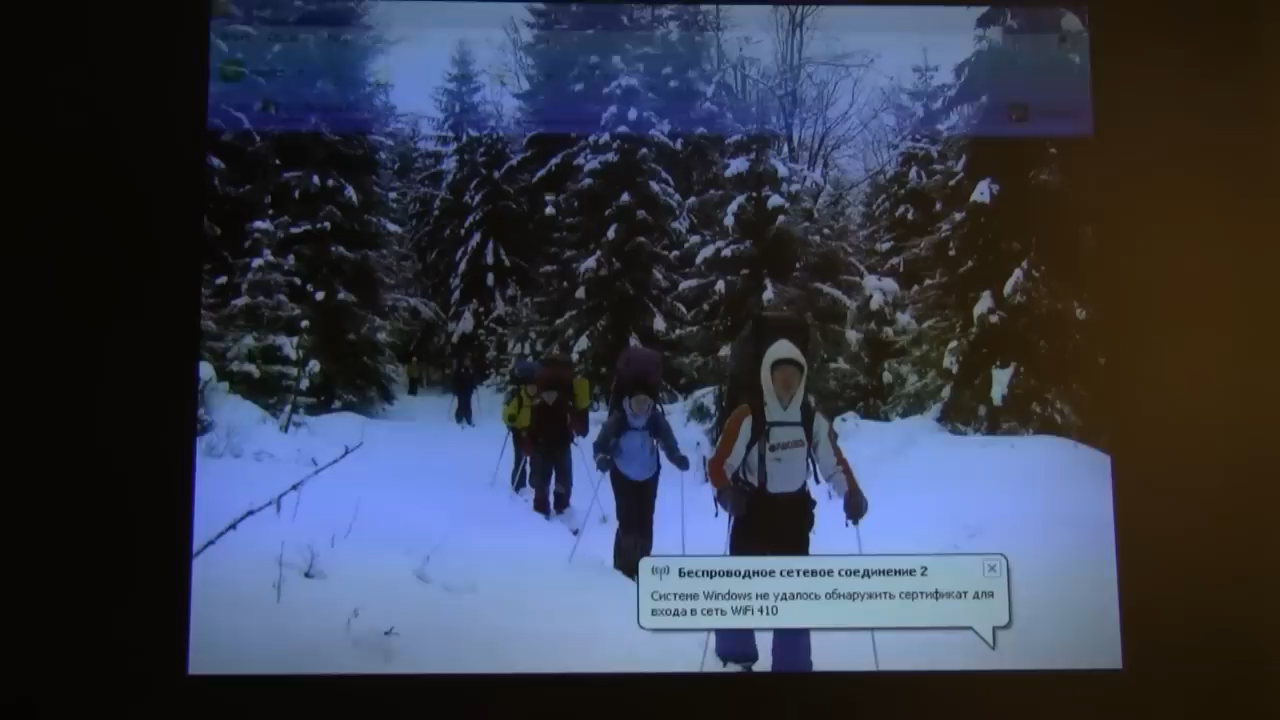 Беспроводное сетевое соединение 2
Системе Windows не удалось обнаружить сертификат для
входа в сеть WiFi 410